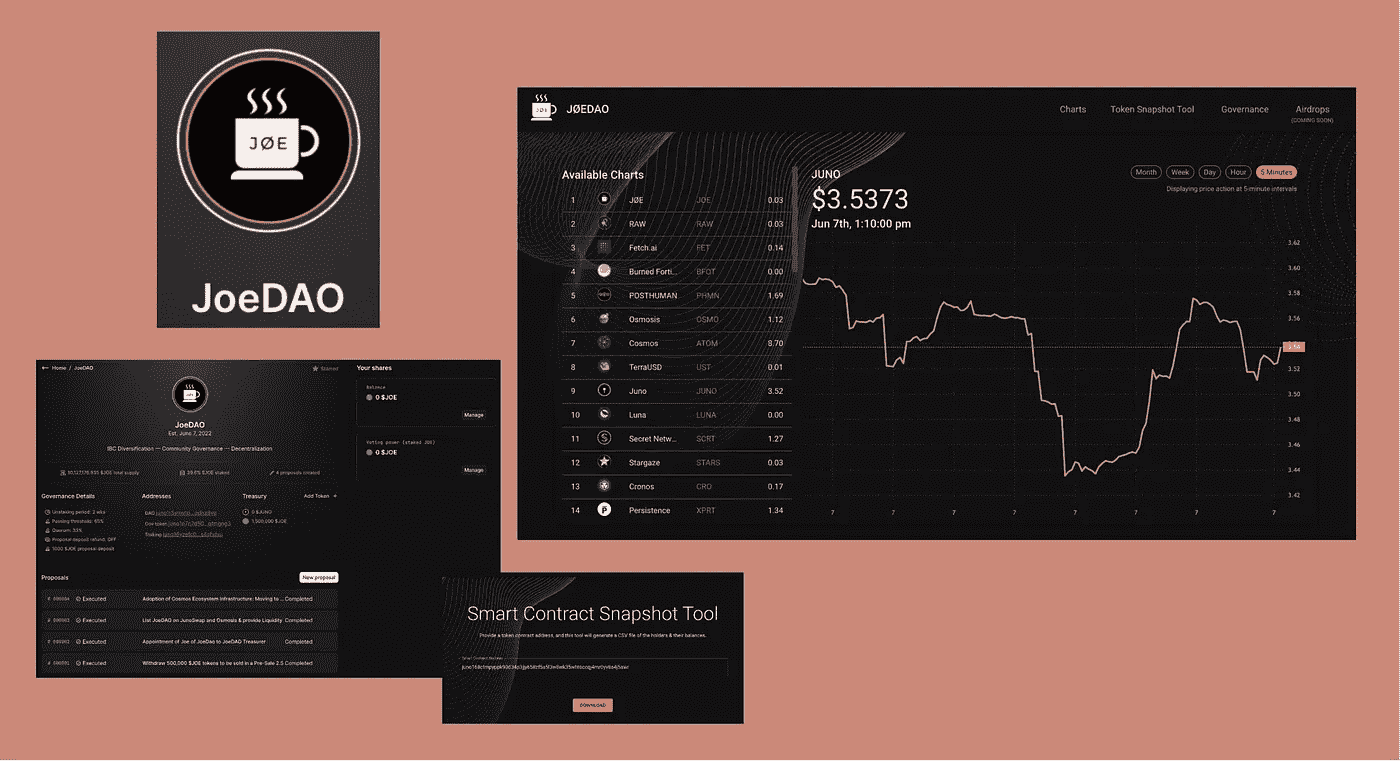 JØE
JoeDAO
JØE
JØEDAO
Charts
Token Snapshot Tool
Governance
Airdrops
(COMING SOON)
Available Charts
1 JØE JOE 0.03
2 RAW RAW 0.03
3 Fetch.ai FET 0.14
4 Burned Forti... BFOT 0.00
5 POSTHUMAN PHMN 1.69
6 Osmosis OSMO 1.12
7 Cosmos ATOM 8.70
8 TerraUSD UST 0.01
9 Juno JUNO 3.52
10 Luna LUNA 0.00
11 Secret Netw... SCRT 1.27
12 Stargaze STARS 0.03
13 Cronos CRO 0.17
14 Persistence XPRT 1.34
JUNO
$3.5373
Jun 7th, 1:10:00 pm
Month Week Day Hour 5 Minutes
Displaying price action at 5-minute intervals
3.62
3.60
3.58
3.56
3.54
3.52
3.50
3.48
3.46
3.44
3.42
7 7 7 7 7 7 7 7
← Home / JoeDAO
Starred
JoeDAO
Est. June 7, 2022
IBC Diversification — Community Governance — Decentralization
$JOE total supply
$JOE staked
4 proposals created
Governance Details
Unstaking period: 2 wks
Passing threshold: 65%
Quorum: 33%
Proposal deposit refund: OFF
1000 $JOE proposal deposit
Addresses
DAO
Gov token
Treasury
Add Token +
0 $JUNO
1,500,000 $JOE
Proposals
New proposal
# 000004 Executed Adoption of Cosmos Ecosystem Infrastructure: Moving to ... Completed
# 000003 Executed List JoeDAO on JunoSwap and Osmosis & provide Liquidity Completed
# 000002 Executed Appointment of Joe of JoeDao to JoeDAO Treasurer Completed
# 000001 Executed Withdraw 500,000 $JOE tokens to be sold in a Pre-Sale 2.5 Completed
Your shares
Balance
0 $JOE
Manage
Voting power (staked JOE)
0 $JOE
Manage
Smart Contract Snapshot Tool
Provide a token contract address, and this tool will generate a CSV file of the holders & their balances.
DOWNLOAD